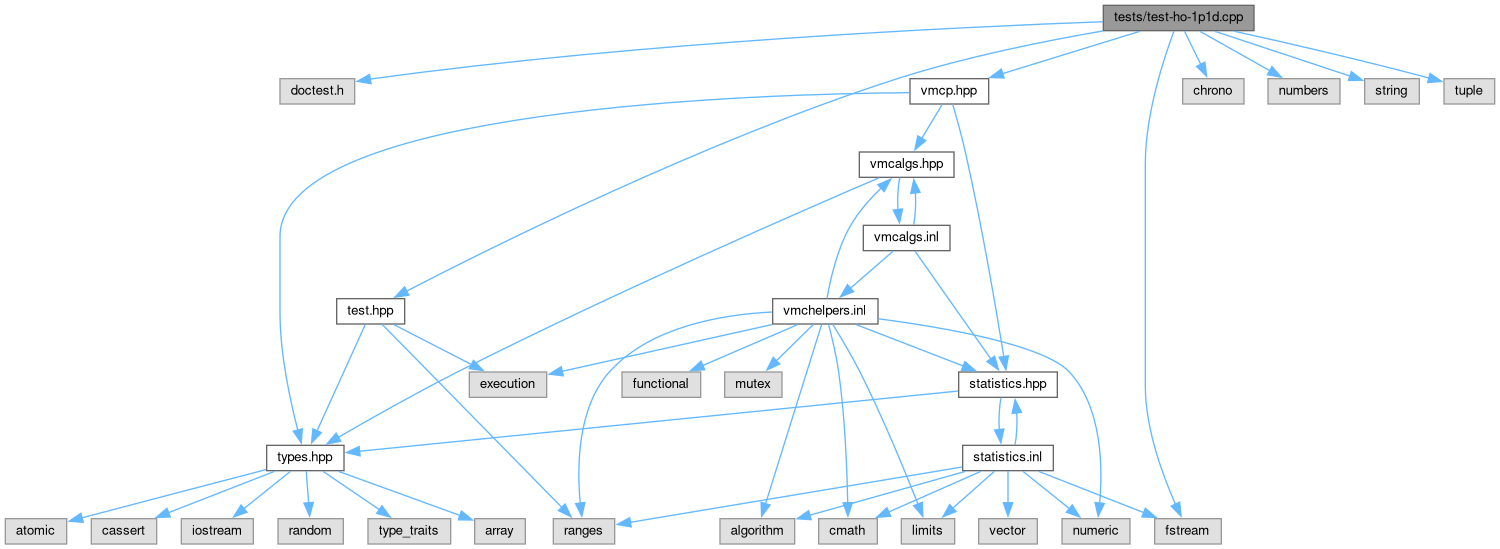 tests/test-ho-1p1d.cpp
doctest.h
vmcp.hpp
chrono
numbers
string
tuple
vmcalgs.hpp
vmcalgs.inl
test.hpp
vmchelpers.inl
execution
functional
mutex
statistics.hpp
types.hpp
statistics.inl
atomic
cassert
iostream
random
type_traits
array
ranges
algorithm
cmath
limits
vector
numeric
fstream